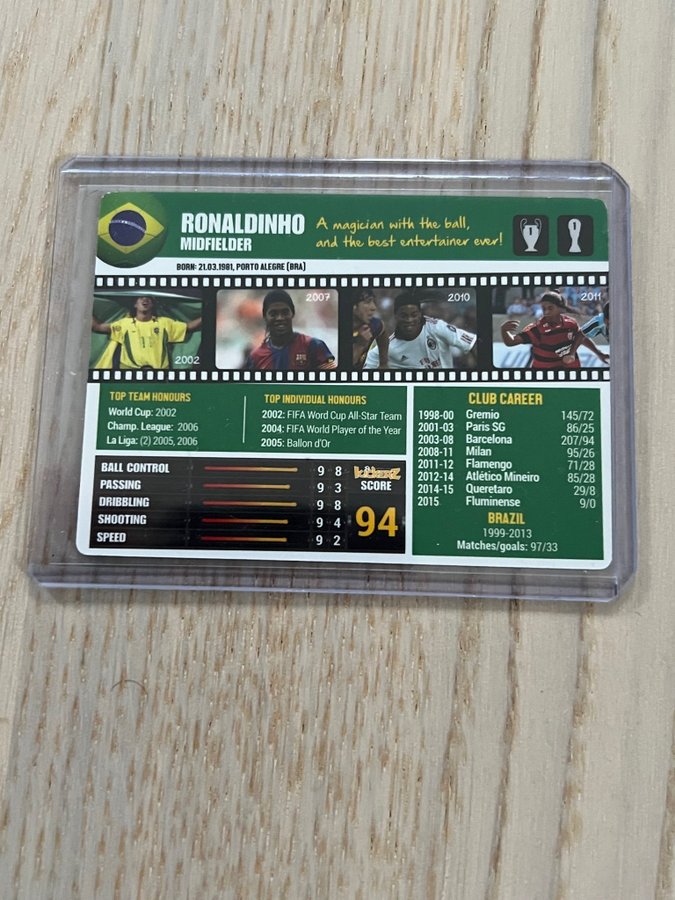 RONALDINHO
MIDFIELDER
A magician with the ball,
and the best entertainer ever!
1
1
BORN: 21.03.1981, PORTO ALEGRE (BRA)
2002
2007
2010
2011
TOP TEAM HONOURS
World Cup: 2002
Champ. League: 2006
La Liga: (2) 2005, 2006
TOP INDIVIDUAL HONOURS
2002: FIFA Word Cup All-Star Team
2004: FIFA World Player of the Year
2005: Ballon d'Or
BALL CONTROL 9 8
PASSING 9 3
DRIBBLING 9 8
SHOOTING 9 4
SPEED 9 2
KICKERZ
SCORE
94
CLUB CAREER
1998-00 Gremio 145/72
2001-03 Paris SG 86/25
2003-08 Barcelona 207/94
2008-11 Milan 95/26
2011-12 Flamengo 71/28
2012-14 Atlético Mineiro 85/28
2014-15 Queretaro 29/8
2015 Fluminense 9/0
BRAZIL
1999-2013
Matches/goals: 97/33